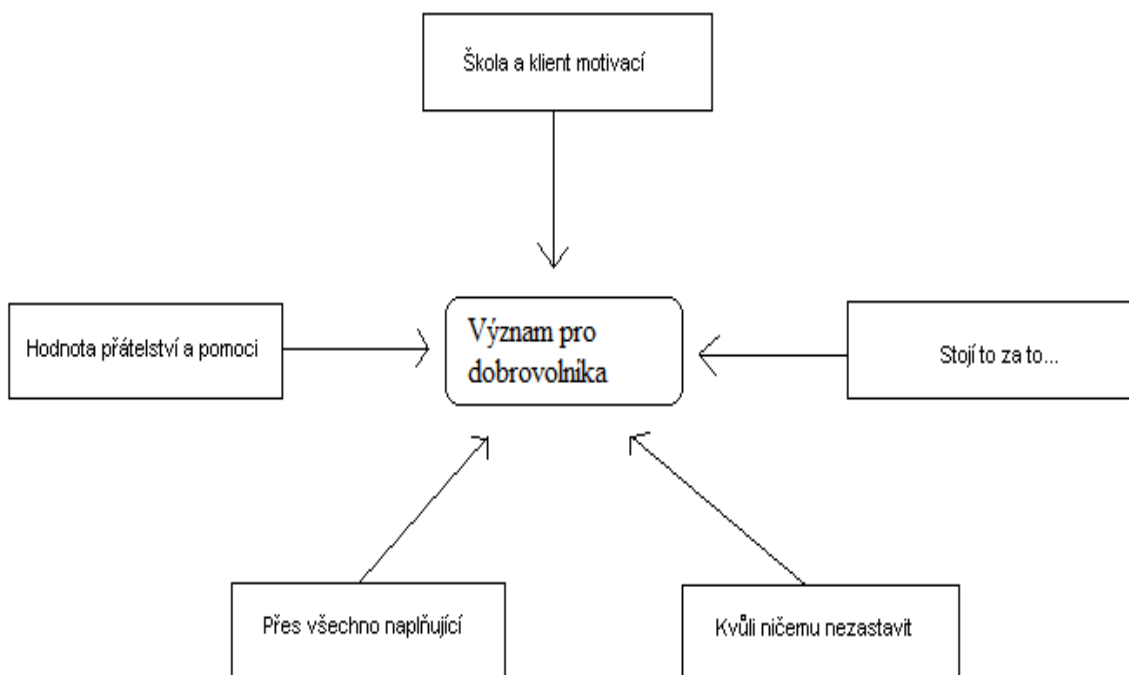 Škola a klient motivací
Hodnota přátelství a pomoci
Význam pro
dobrovolníka
Stojí to za to...
Přes všechno naplňující
Kvůli ničemu nezastavit